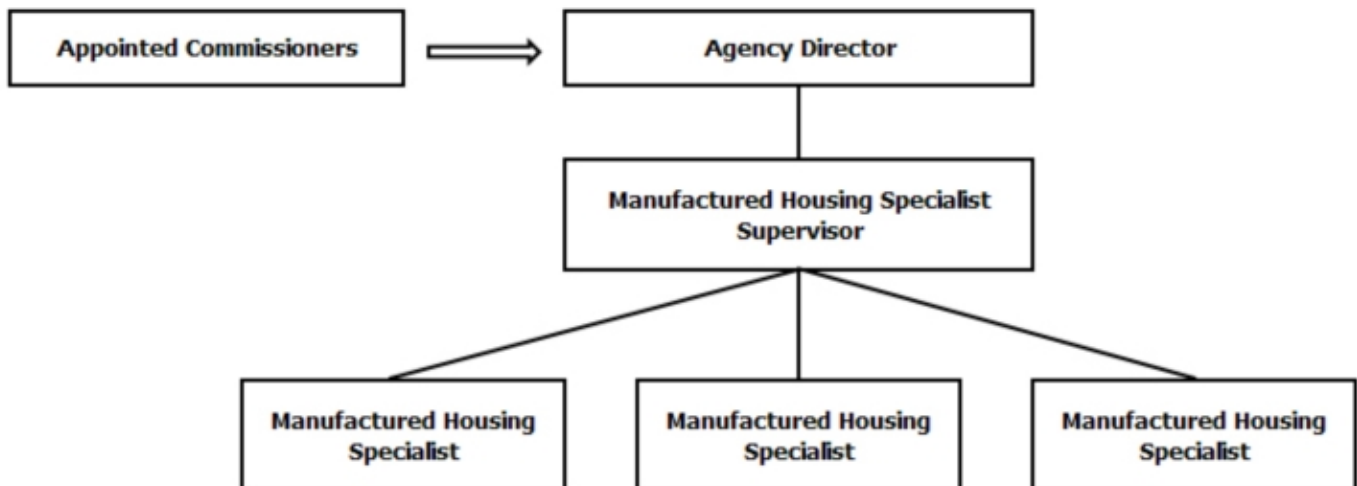 Appointed Commissioners
Agency Director
Manufactured Housing Specialist
Supervisor
Manufactured Housing
Specialist
Manufactured Housing
Specialist
Manufactured Housing
Specialist